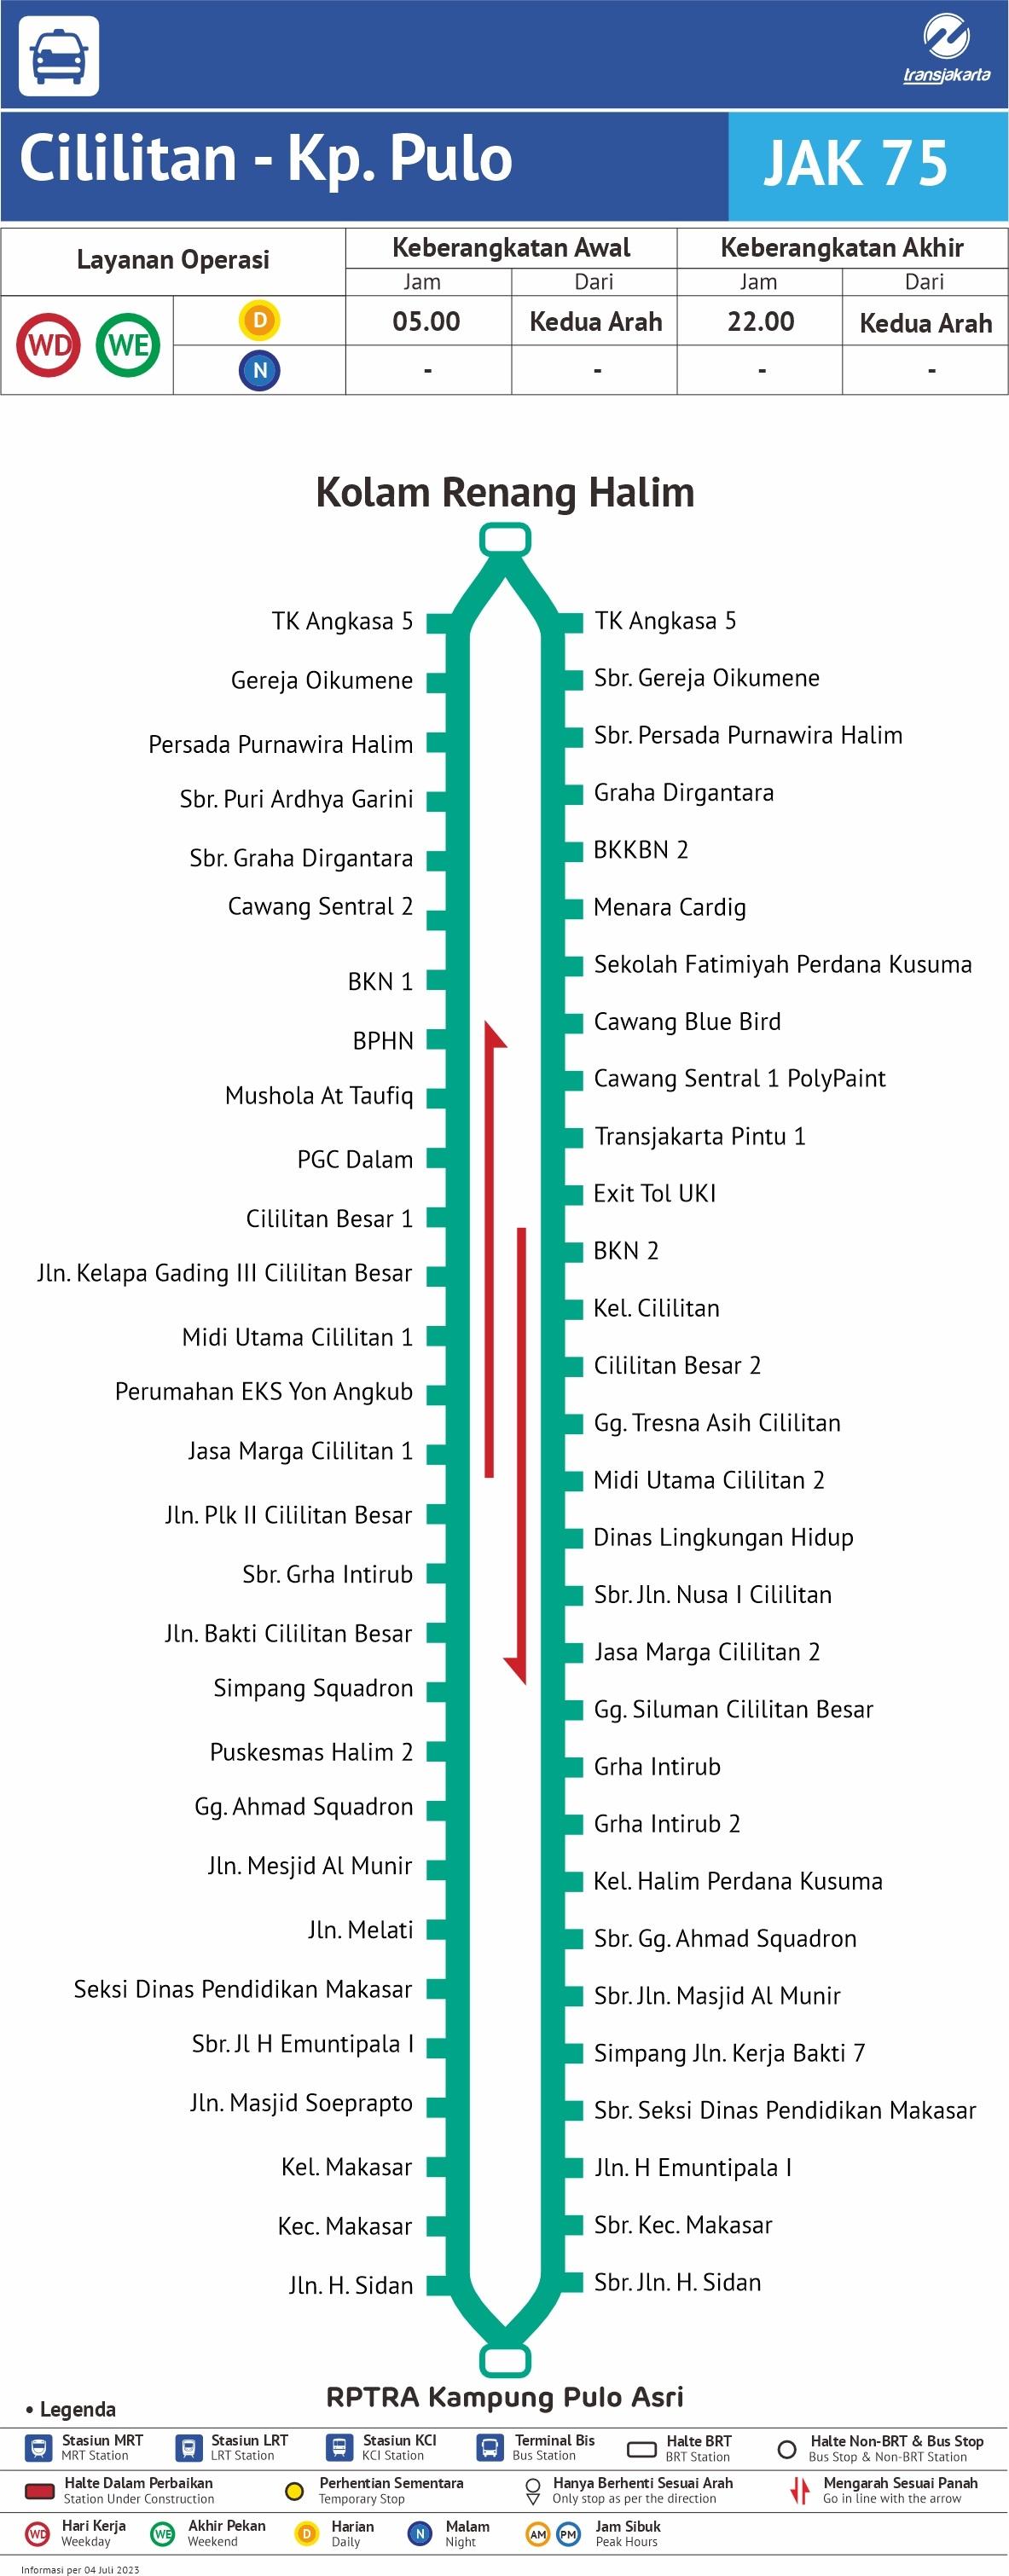 transjakarta
Cililitan - Kp. Pulo
JAK 75
Layanan Operasi
Keberangkatan Awal
Keberangkatan Akhir
Jam
Dari
Jam
Dari
WD
WE
D
05.00
Kedua Arah
22.00
Kedua Arah
N
-
-
-
-
Kolam Renang Halim
TK Angkasa 5
Gereja Oikumene
Persada Purnawira Halim
Sbr. Puri Ardhya Garini
Sbr. Graha Dirgantara
Cawang Sentral 2
BKN 1
BPHN
Mushola At Taufiq
PGC Dalam
Cililitan Besar 1
Jln. Kelapa Gading III Cililitan Besar
Midi Utama Cililitan 1
Perumahan EKS Yon Angkub
Jasa Marga Cililitan 1
Jln. Plk II Cililitan Besar
Sbr. Grha Intirub
Jln. Bakti Cililitan Besar
Simpang Squadron
Puskesmas Halim 2
Gg. Ahmad Squadron
Jln. Mesjid Al Munir
Jln. Melati
Seksi Dinas Pendidikan Makasar
Sbr. Jl H Emuntipala I
Jln. Masjid Soeprapto
Kel. Makasar
Kec. Makasar
Jln. H. Sidan
TK Angkasa 5
Sbr. Gereja Oikumene
Sbr. Persada Purnawira Halim
Graha Dirgantara
BKKBN 2
Menara Cardig
Sekolah Fatimiyah Perdana Kusuma
Cawang Blue Bird
Cawang Sentral 1 PolyPaint
Transjakarta Pintu 1
Exit Tol UKI
BKN 2
Kel. Cililitan
Cililitan Besar 2
Gg. Tresna Asih Cililitan
Midi Utama Cililitan 2
Dinas Lingkungan Hidup
Sbr. Jln. Nusa I Cililitan
Jasa Marga Cililitan 2
Gg. Siluman Cililitan Besar
Grha Intirub
Grha Intirub 2
Kel. Halim Perdana Kusuma
Sbr. Gg. Ahmad Squadron
Sbr. Jln. Masjid Al Munir
Simpang Jln. Kerja Bakti 7
Sbr. Seksi Dinas Pendidikan Makasar
Jln. H Emuntipala I
Sbr. Kec. Makasar
Sbr. Jln. H. Sidan
RPTRA Kampung Pulo Asri
• Legenda
Stasiun MRT
MRT Station
Stasiun LRT
LRT Station
Stasiun KCI
KCI Station
Terminal Bis
Bus Station
Halte BRT
BRT Station
Halte Non-BRT & Bus Stop
Bus Stop & Non-BRT Station
Halte Dalam Perbaikan
Station Under Construction
Perhentian Sementara
Temporary Stop
Hanya Berhenti Sesuai Arah
Only stop as per the direction
Mengarah Sesuai Panah
Go in line with the arrow
WD
Hari Kerja
Weekday
WE
Akhir Pekan
Weekend
D
Harian
Daily
N
Malam
Night
AM
PM
Jam Sibuk
Peak Hours
Informasi per 04 Juli 2023